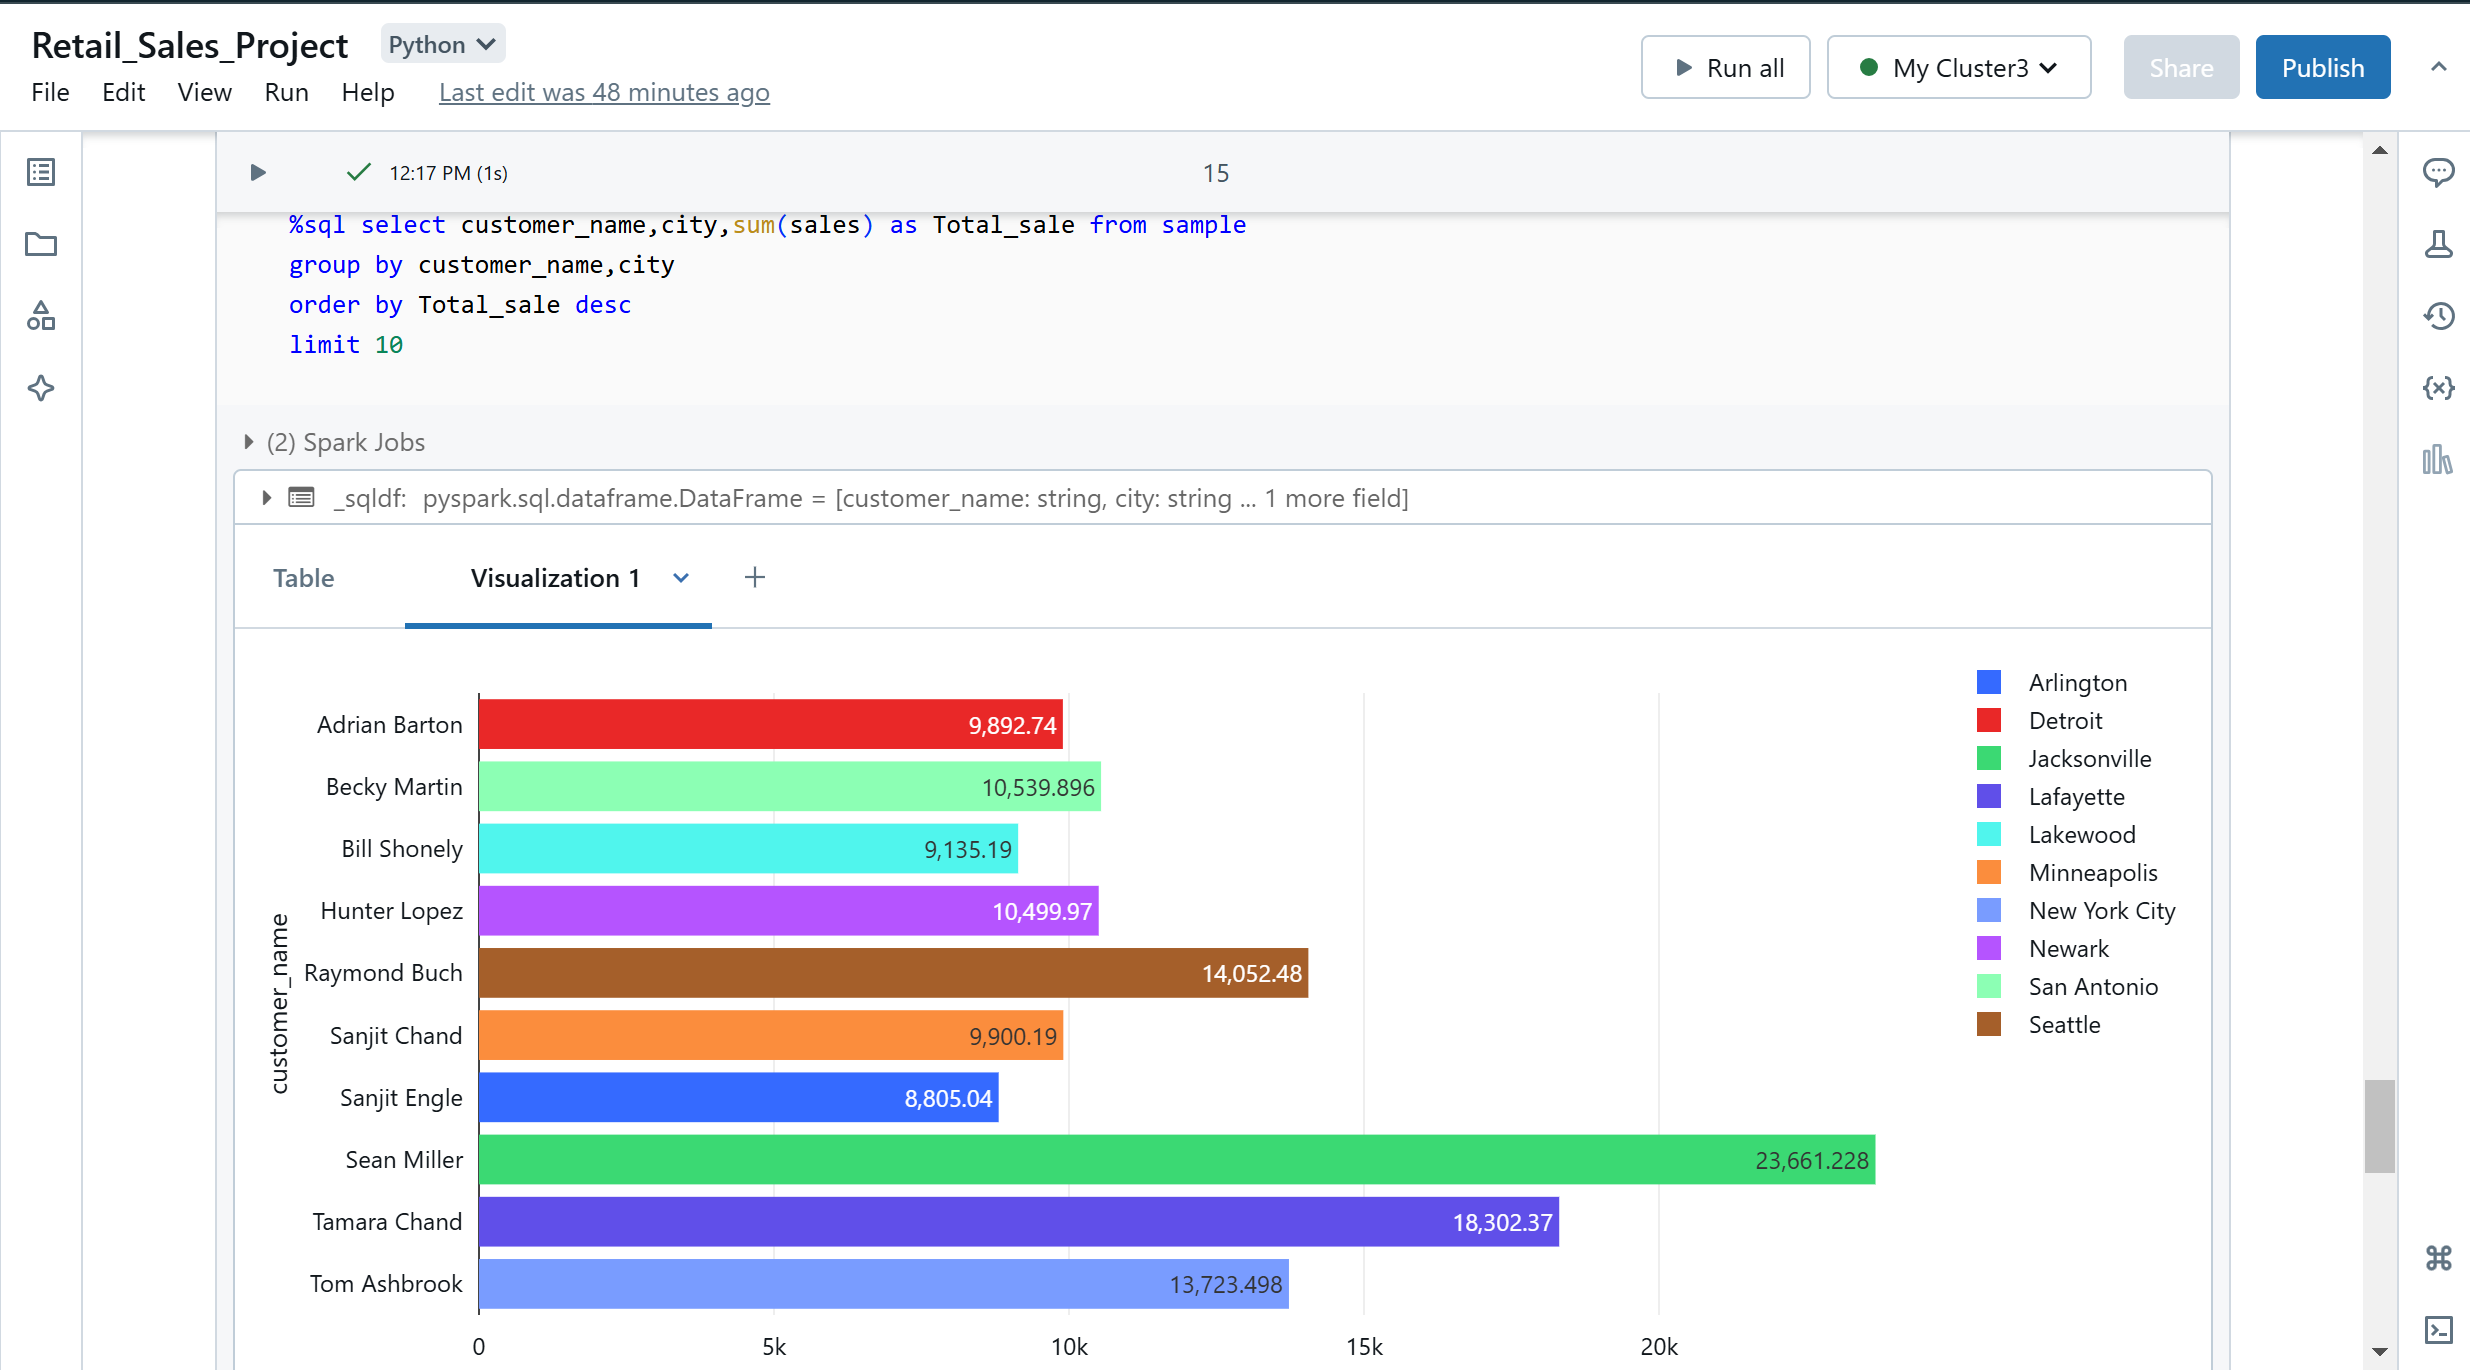 Retail_Sales_Project Python
File Edit View Run Help Last edit was 48 minutes ago
Run all My Cluster3 Share Publish
12:17 PM (1s) 15
%sql select customer_name,city,sum(sales) as Total_sale from sample
group by customer_name,city
order by Total_sale desc
limit 10
(2) Spark Jobs
_sqldf: pyspark.sql.dataframe.DataFrame = [customer_name: string, city: string ... 1 more field]
Table Visualization 1
customer_name
Adrian Barton 9,892.74
Becky Martin 10,539.896
Bill Shonely 9,135.19
Hunter Lopez 10,499.97
Raymond Buch 14,052.48
Sanjit Chand 9,900.19
Sanjit Engle 8,805.04
Sean Miller 23,661.228
Tamara Chand 18,302.37
Tom Ashbrook 13,723.498
0 5k 10k 15k 20k
Arlington
Detroit
Jacksonville
Lafayette
Lakewood
Minneapolis
New York City
Newark
San Antonio
Seattle